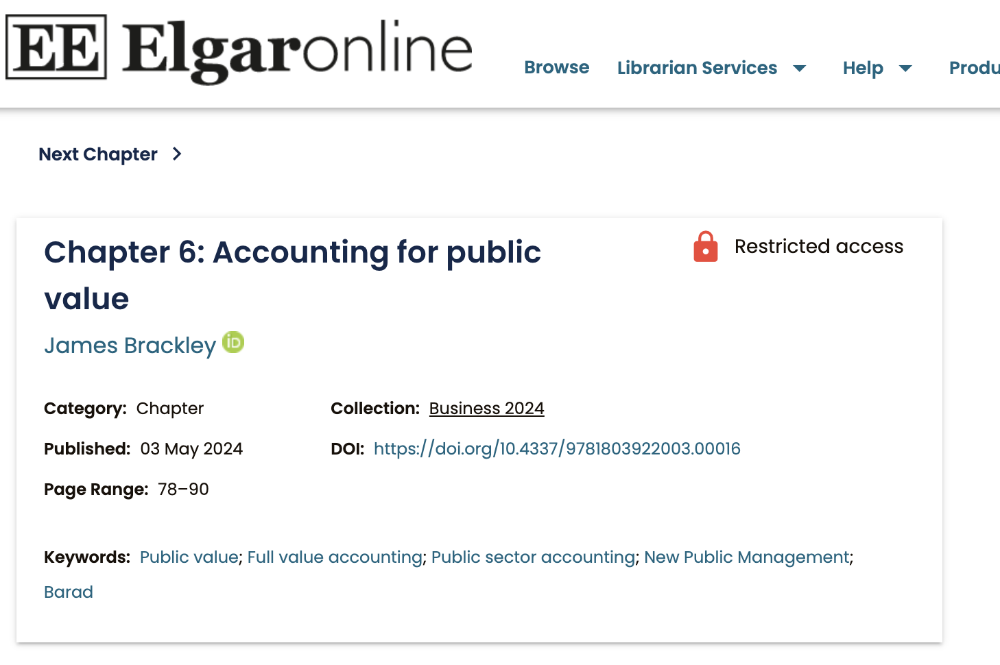 EE Elgaronline
Browse Librarian Services Help Produ
Next Chapter
Chapter 6: Accounting for public
value
Restricted access
James Brackley iD
Category: Chapter
Collection: Business 2024
Published: 03 May 2024
DOI: https://doi.org/10.4337/9781803922003.00016
Page Range: 78–90
Keywords: Public value; Full value accounting; Public sector accounting; New Public Management;
Barad